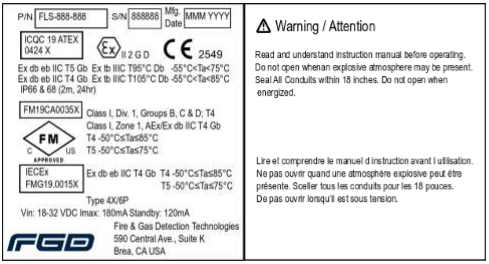 P/N FLS-888-888 S/N 888888 Mfg. Date MMM YYYY
ICQC 19 ATEX
0424 X
Ex II 2 G D CE 2549
Ex db eb IIC T5 Gb Ex tb IIIC T95°C Db -55°C<Ta<75°C
Ex db eb IIC T4 Gb Ex tb IIIC T105°C Db -55°C<Ta<85°C
IP66 & 68 (2m, 24hr)
FM19CA0035X
Class I, Div. 1, Groups B, C & D; T4
Class I, Zone 1, AEx/Ex db IIC T4 Gb
T4 -50°C≤Ta≤85°C
T5 -50°C≤Ta≤75°C
FM
C US
APPROVED
IECEx
FMG19.0015X
Ex db eb IIC T4 Gb T4 -50°C≤Ta≤85°C
T5 -50°C≤Ta≤75°C
Type 4X/6P
Vin: 18-32 VDC Imax: 180mA Standby: 120mA
FGD
Fire & Gas Detection Technologies
590 Central Ave., Suite K
Brea, CA USA
Warning / Attention
Read and understand instruction manual before operating.
Do not open whenan explosive atmosphere may be present.
Seal All Conduits within 18 inches. Do not open when
energized.
Lire et comprendre le manuel d instruction avant l utilisation.
Ne pas ouvrir quand une atmosphère explosive peut être
présente. Sceller tous les conduits pour les 18 pouces.
De pas ouvrir lorsqu'il est sous tension.